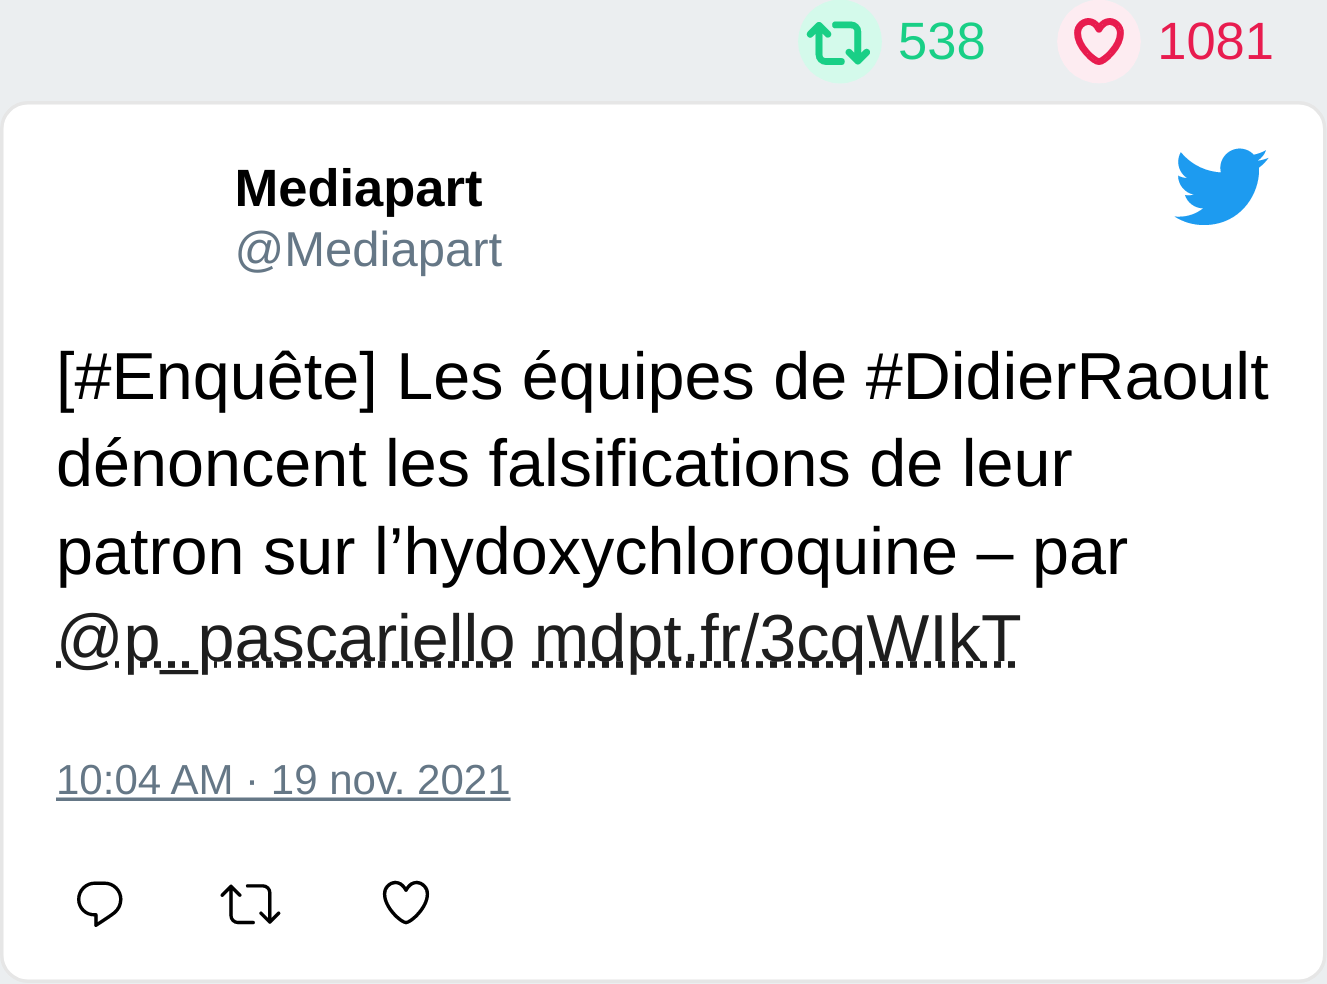 538 1081
Mediapart
@Mediapart
[#Enquête] Les équipes de #DidierRaoult
dénoncent les falsifications de leur
patron sur l’hydoxychloroquine – par
@p_pascariello mdpt.fr/3cqWIkT
10:04 AM · 19 nov. 2021